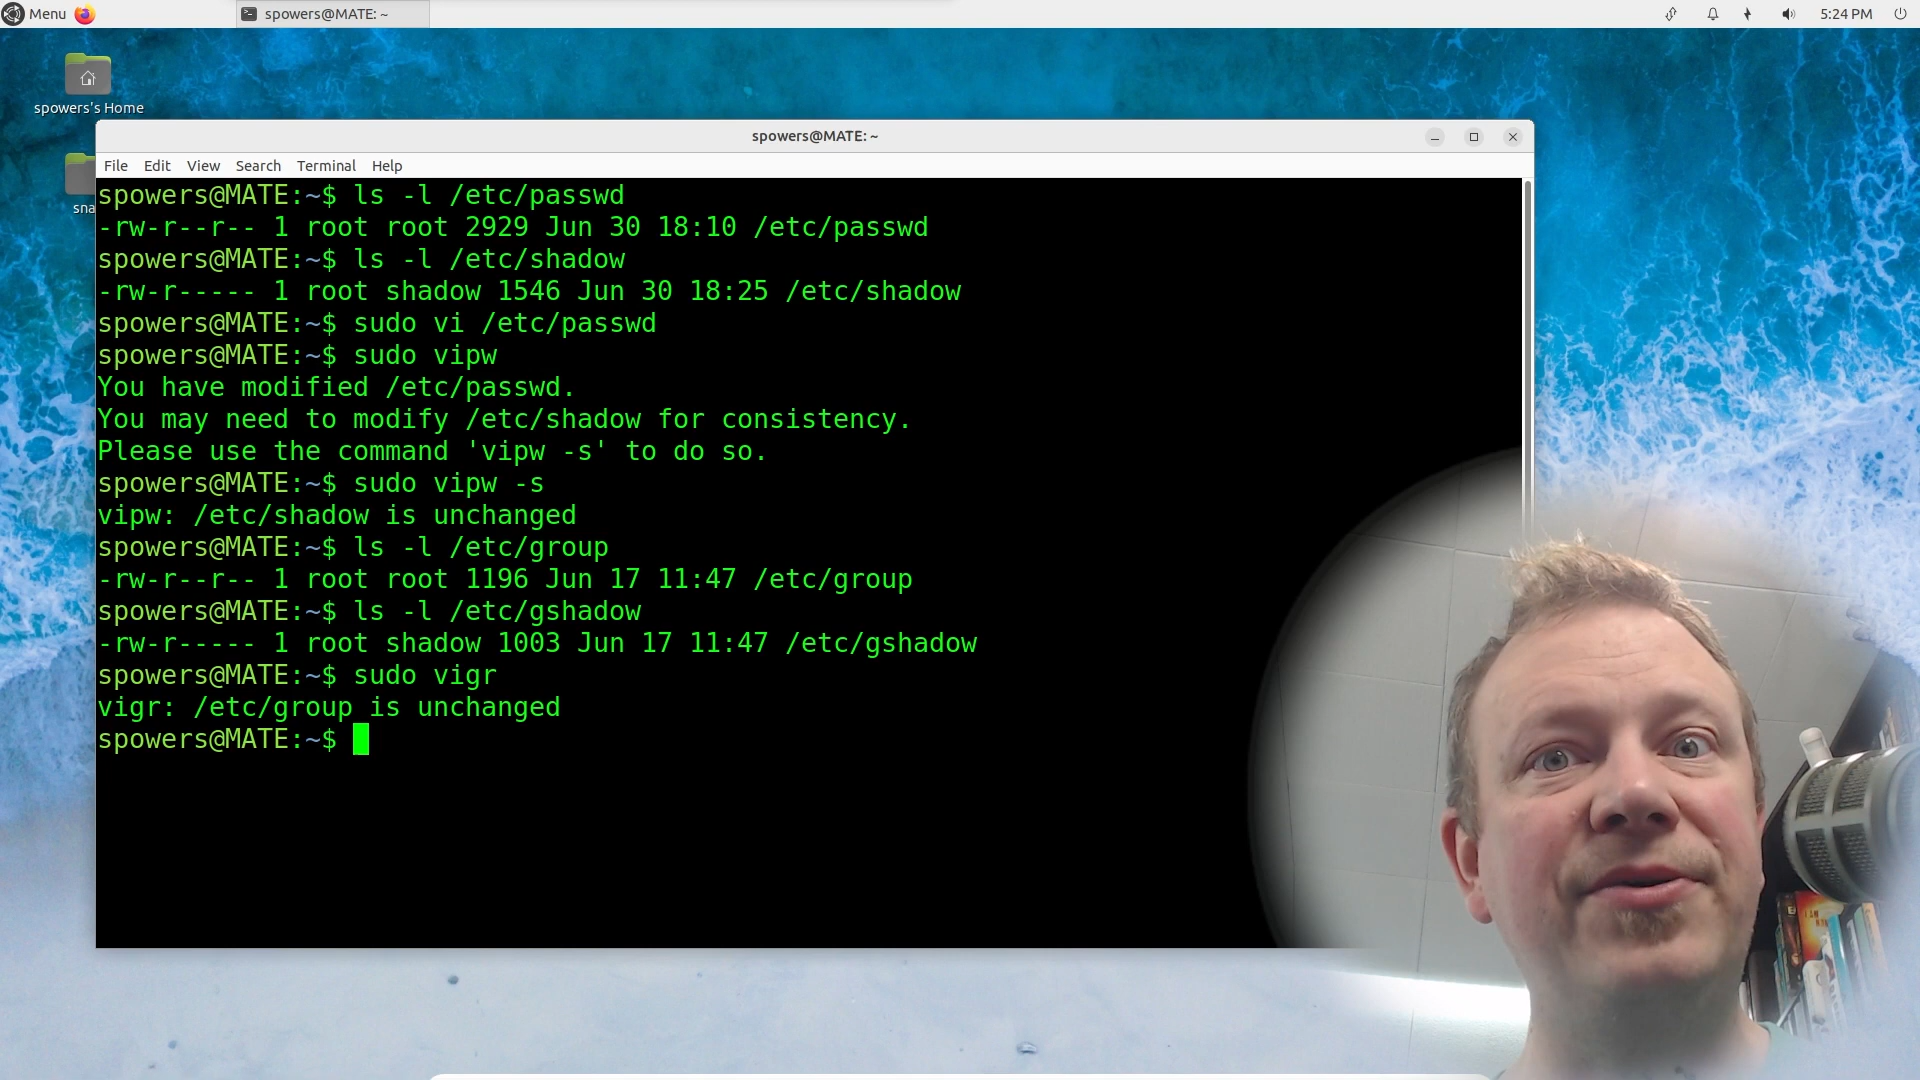 Menu
spowers@MATE: ~
5:24 PM
spowers's Home
spowers@MATE: ~
File Edit View Search Terminal Help
spowers@MATE:~$ ls -l /etc/passwd
-rw-r--r-- 1 root root 2929 Jun 30 18:10 /etc/passwd
spowers@MATE:~$ ls -l /etc/shadow
-rw-r----- 1 root shadow 1546 Jun 30 18:25 /etc/shadow
spowers@MATE:~$ sudo vi /etc/passwd
spowers@MATE:~$ sudo vipw
You have modified /etc/passwd.
You may need to modify /etc/shadow for consistency.
Please use the command 'vipw -s' to do so.
spowers@MATE:~$ sudo vipw -s
vipw: /etc/shadow is unchanged
spowers@MATE:~$ ls -l /etc/group
-rw-r--r-- 1 root root 1196 Jun 17 11:47 /etc/group
spowers@MATE:~$ ls -l /etc/gshadow
-rw-r----- 1 root shadow 1003 Jun 17 11:47 /etc/gshadow
spowers@MATE:~$ sudo vigr
vigr: /etc/group is unchanged
spowers@MATE:~$